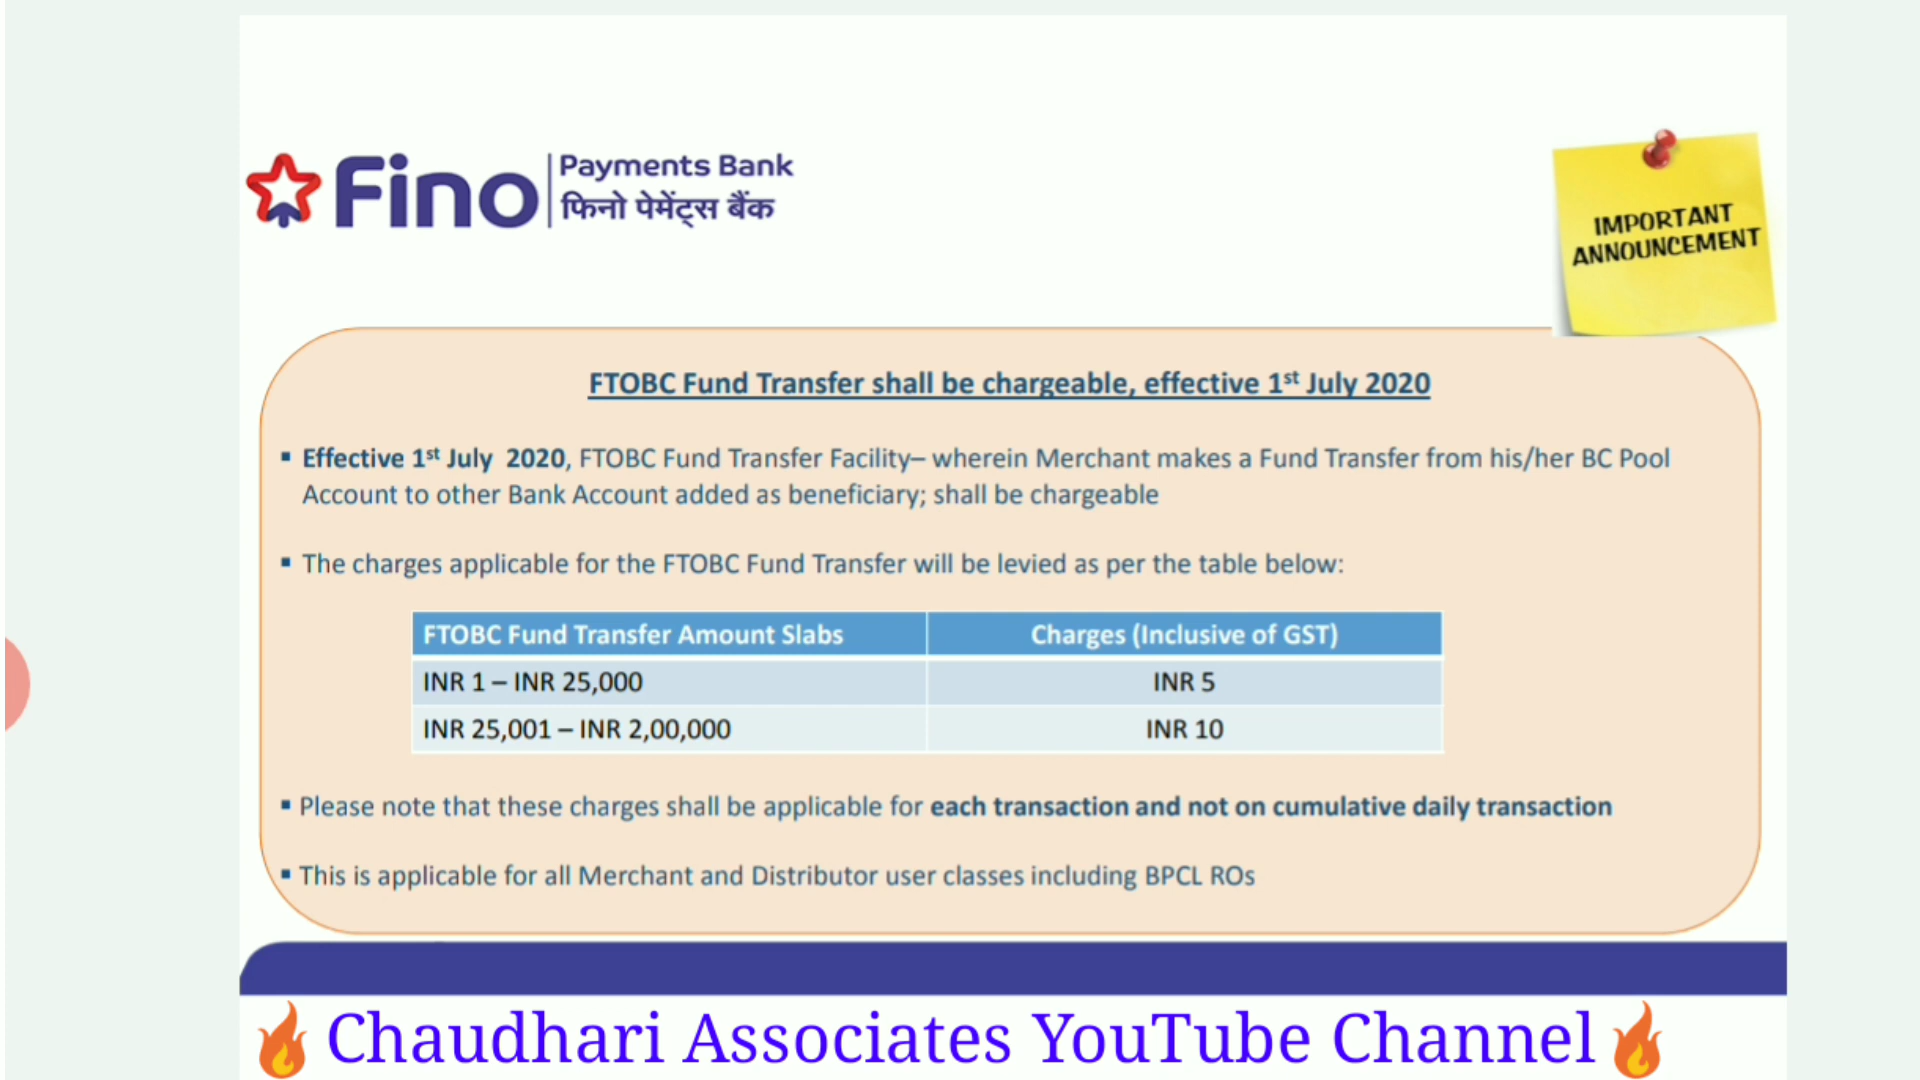 Fino
Payments Bank
फिनो पेमेंट्स बैंक
IMPORTANT
ANNOUNCEMENT
FTOBC Fund Transfer shall be chargeable, effective 1st July 2020
▪ Effective 1st July 2020, FTOBC Fund Transfer Facility– wherein Merchant makes a Fund Transfer from his/her BC Pool
Account to other Bank Account added as beneficiary; shall be chargeable
▪ The charges applicable for the FTOBC Fund Transfer will be levied as per the table below:
FTOBC Fund Transfer Amount Slabs Charges (Inclusive of GST)
INR 1 – INR 25,000 INR 5
INR 25,001 – INR 2,00,000 INR 10
▪ Please note that these charges shall be applicable for each transaction and not on cumulative daily transaction
▪ This is applicable for all Merchant and Distributor user classes including BPCL ROs
🔥 Chaudhari Associates YouTube Channel 🔥